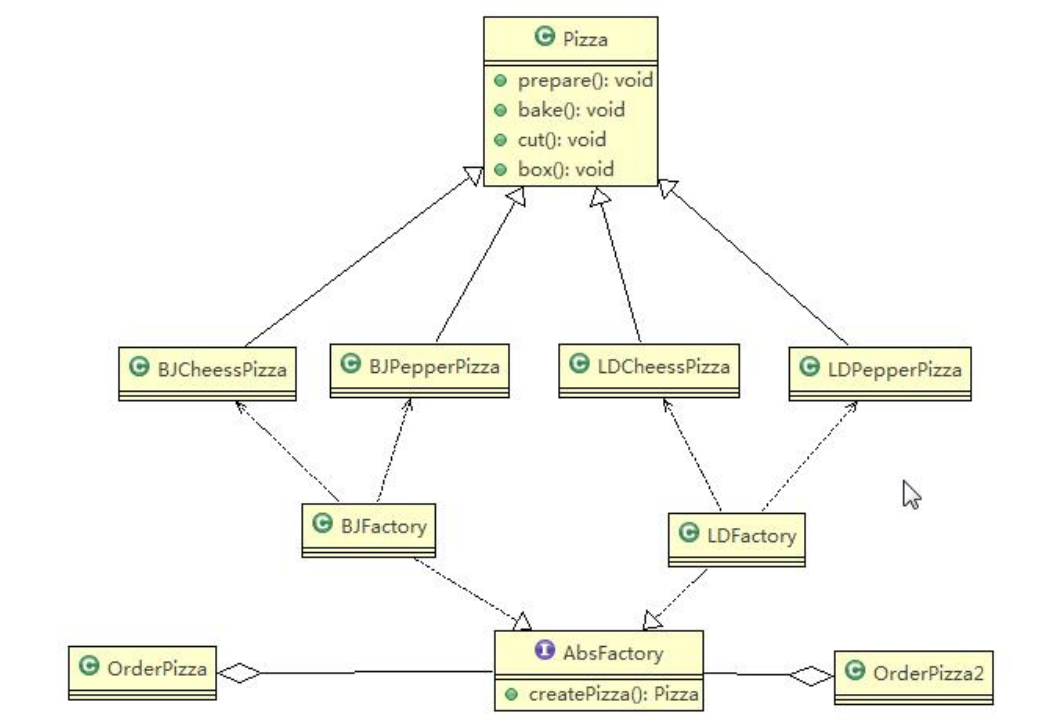 Pizza
prepare(): void
bake(): void
cut(): void
box(): void
BJCheessPizza
BJPepperPizza
LDCheessPizza
LDPepperPizza
BJFactory
LDFactory
OrderPizza
AbsFactory
createPizza(): Pizza
OrderPizza2